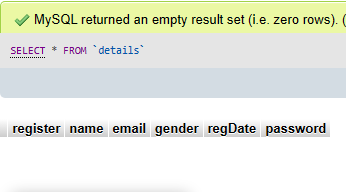 MySQL returned an empty result set (i.e. zero rows). (
SELECT * FROM `details`
register name email gender regDate password